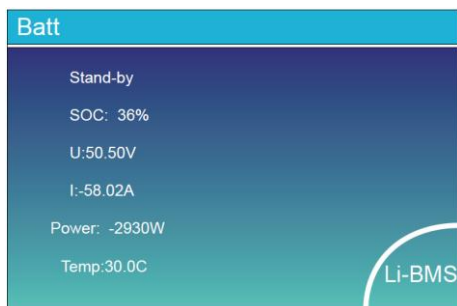 Batt
Stand-by
SOC: 36%
U:50.50V
I:-58.02A
Power: -2930W
Temp:30.0C
Li-BMS